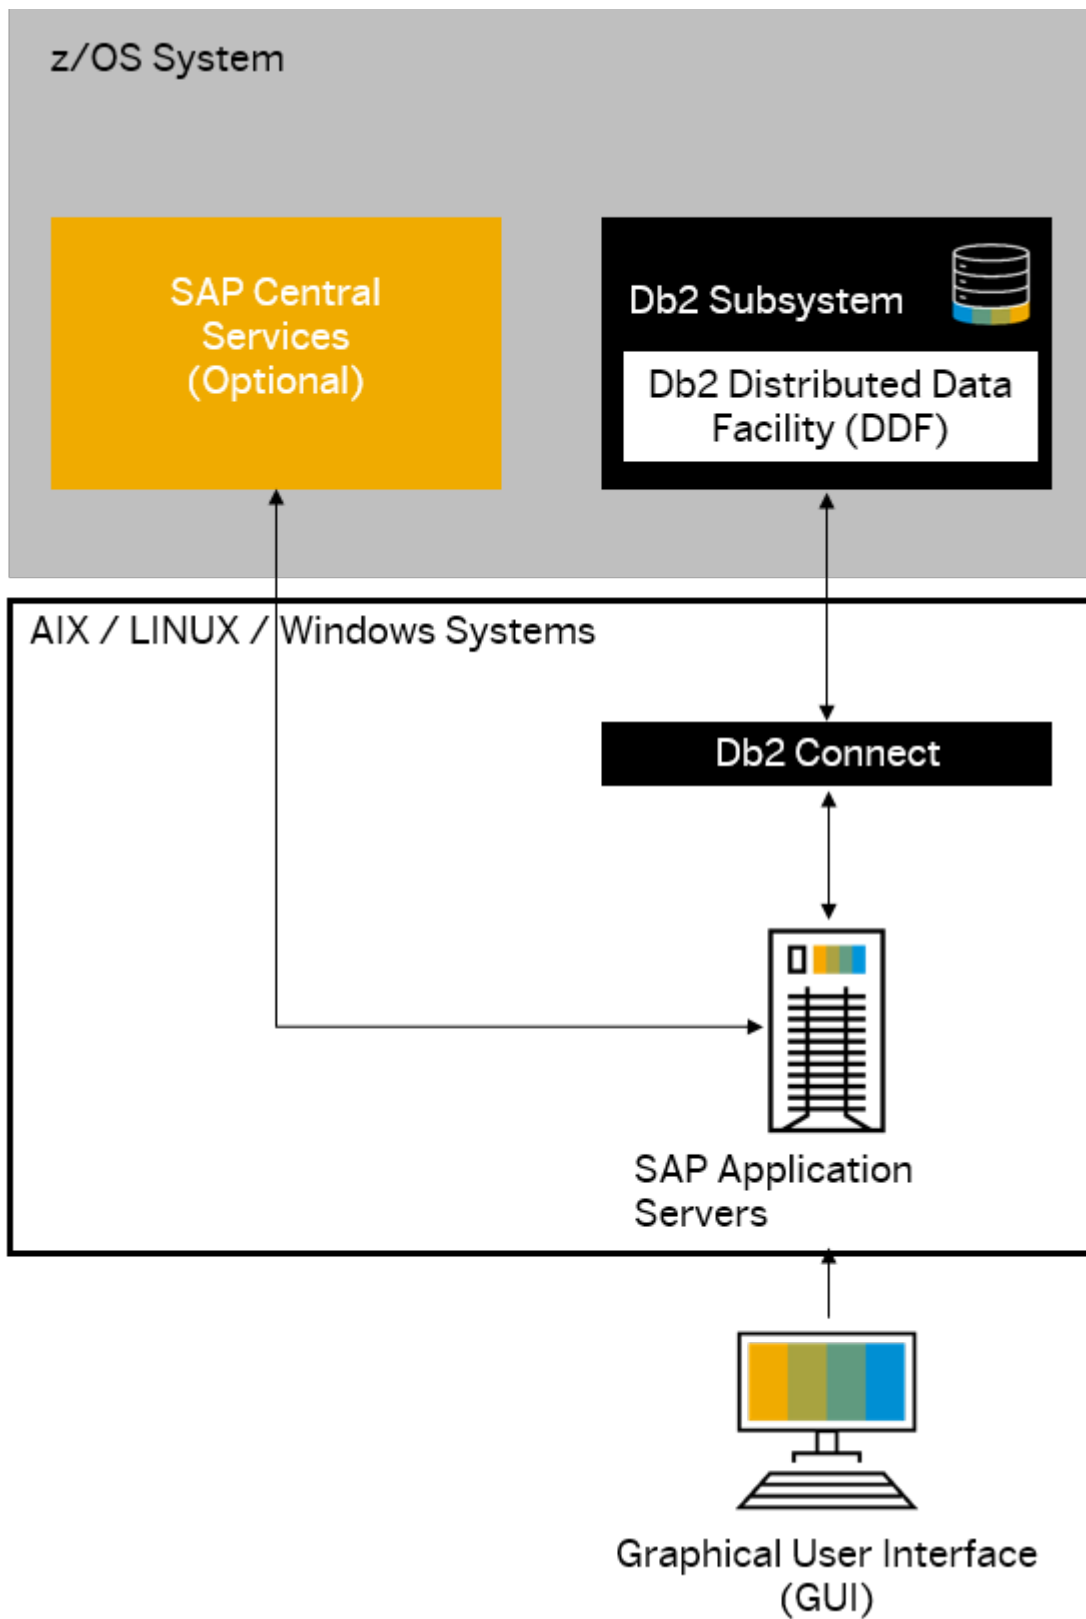 z/OS System
SAP Central
Services
(Optional)
Db2 Subsystem
Db2 Distributed Data
Facility (DDF)
AIX / LINUX / Windows Systems
Db2 Connect
SAP Application
Servers
Graphical User Interface
(GUI)